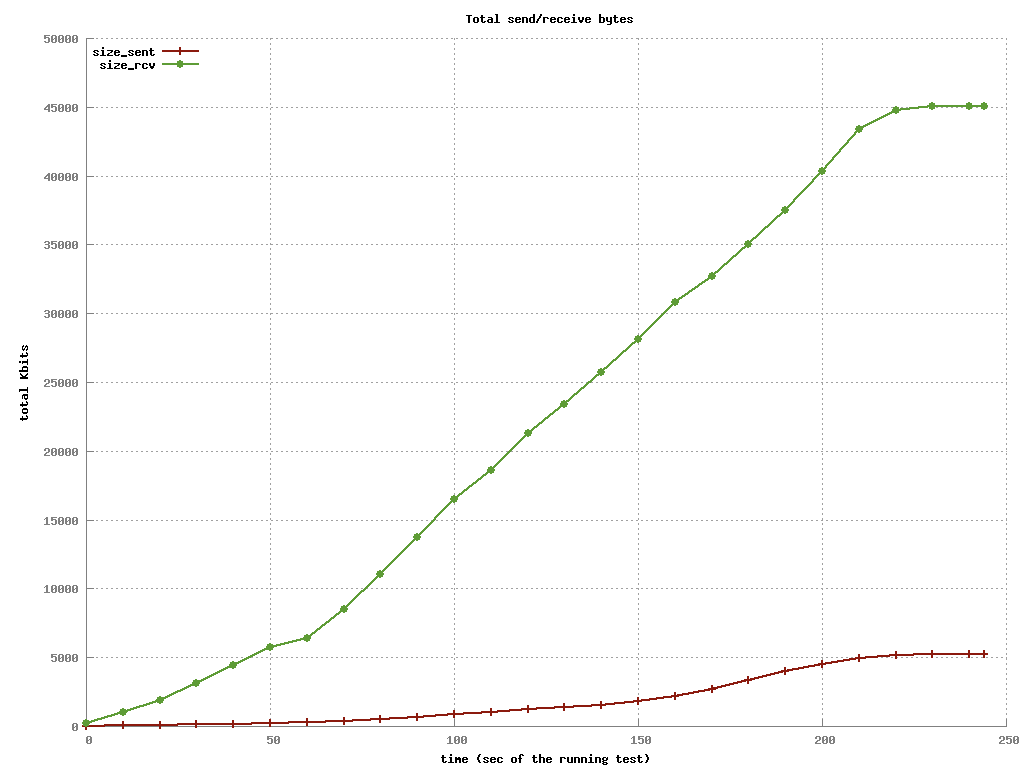 Total send/receive bytes
50000
size_sent
size_rcv
45000
40000
35000
30000
25000
total Kbits
20000
15000
10000
5000
0
0 50 100 150 200 250
time (sec of the running test)